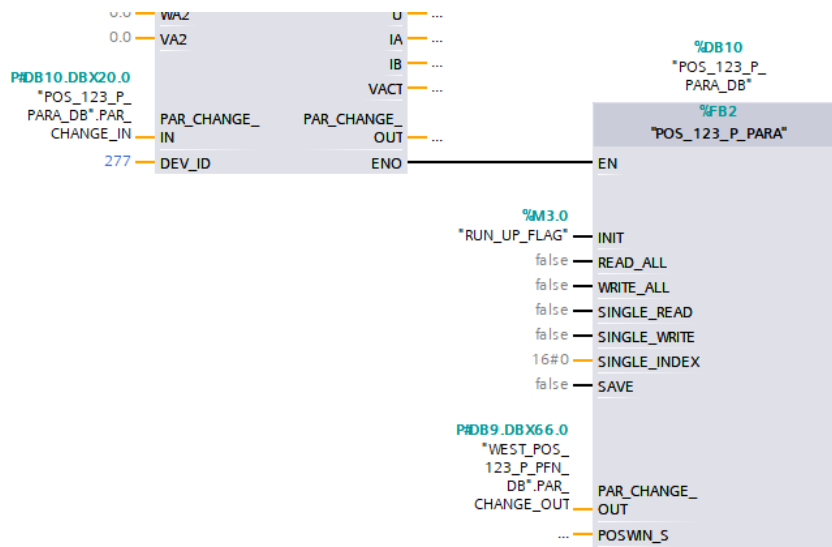 0.0 WA2 U ...
0.0 VA2 IA ...
IB ...
VACT ...
P#DB10.DBX20.0
"POS_123_P_
PARA_DB".PAR_
CHANGE_IN
PAR_CHANGE_
IN
PAR_CHANGE_
OUT ...
277 DEV_ID ENO
%DB10
"POS_123_P_
PARA_DB"
%FB2
"POS_123_P_PARA"
EN
%M3.0
"RUN_UP_FLAG" INIT
false READ_ALL
false WRITE_ALL
false SINGLE_READ
false SINGLE_WRITE
16#0 SINGLE_INDEX
false SAVE
P#DB9.DBX66.0
"WEST_POS_
123_P_PFN_
DB".PAR_
CHANGE_OUT
PAR_CHANGE_
OUT
... POSWIN_S